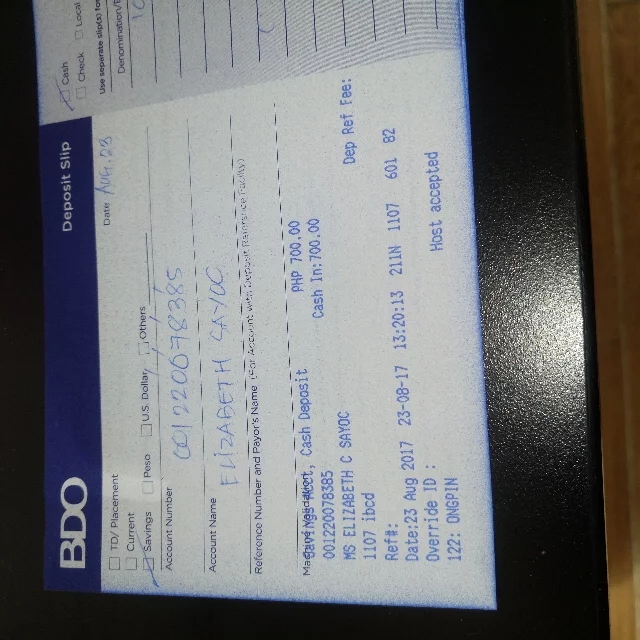 BDO Deposit Slip
TD/ Placement
Current
Savings Peso U.S. Dollar Others
Date AUG. 23
Account Number
001220078385
Account Name
ELIZABETH SAYOC
Reference Number and Payor's Name (For Account with Deposit Reference Facility)
Machine Validation
Cash Deposit PHP 700.00
001220078385 Cash In:700.00
MS ELIZABETH C SAYOC
1107 ibcd Dep Ref Fee:
Ref#:
Date:23 Aug 2017 23-08-17 13:20:13 211N 1107 601 82
Override ID :
122: ONGPIN Host accepted
Cash
Check Local
Use separate slip(s) for
Denomination/